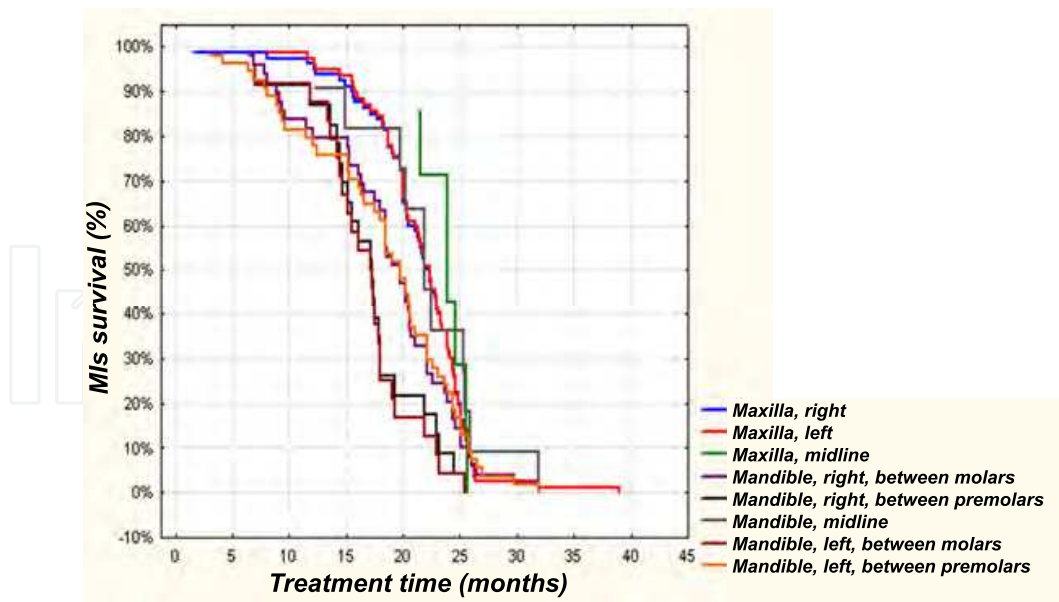 100%
90%
80%
70%
60%
50%
40%
30%
20%
10%
0%
-10%
MIs survival (%)
0 5 10 15 20 25 30 35 40 45
Treatment time (months)
Maxilla, right
Maxilla, left
Maxilla, midline
Mandible, right, between molars
Mandible, right, between premolars
Mandible, midline
Mandible, left, between molars
Mandible, left, between premolars